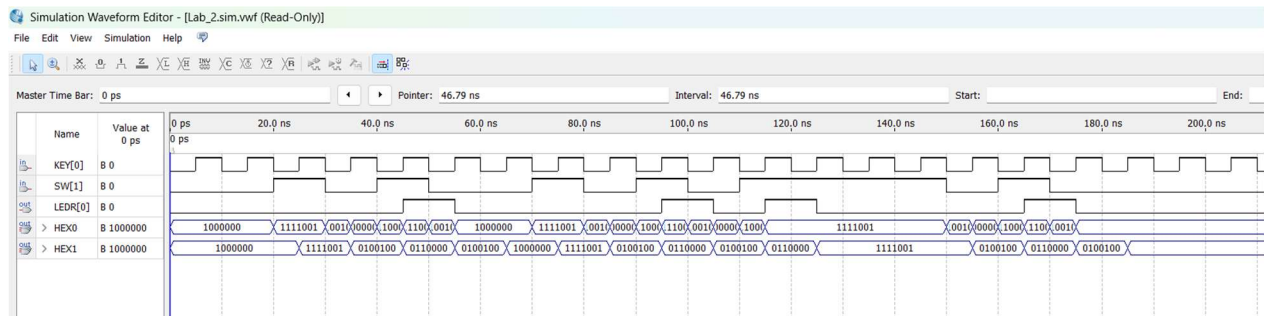 Simulation Waveform Editor - [Lab_2.sim.vwf (Read-Only)]
File Edit View Simulation Help
Master Time Bar: 0 ps Pointer: 46.79 ns Interval: 46.79 ns Start: End:
Name Value at 0 ps
0 ps 20.0 ns 40.0 ns 60.0 ns 80.0 ns 100.0 ns 120.0 ns 140.0 ns 160.0 ns 180.0 ns 200.0 ns
0 ps
in KEY[0] B 0
in SW[1] B 0
out LEDR[0] B 0
out > HEX0 B 1000000 1000000 1111001 1000000 1111001 1111001
out > HEX1 B 1000000 1000000 1111001 0100100 0110000 0100100 1000000 1111001 0100100 0110000 0100100 0110000 1111001 0100100 0110000 0100100